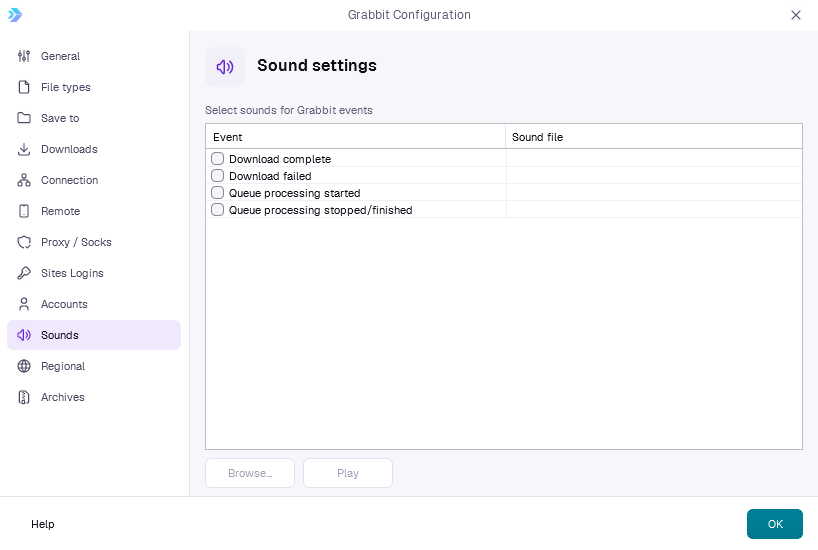 Grabbit Configuration
General
File types
Save to
Downloads
Connection
Remote
Proxy / Socks
Sites Logins
Accounts
Sounds
Regional
Archives
Sound settings
Select sounds for Grabbit events
Event Sound file
Download complete
Download failed
Queue processing started
Queue processing stopped/finished
Browse... Play
Help OK